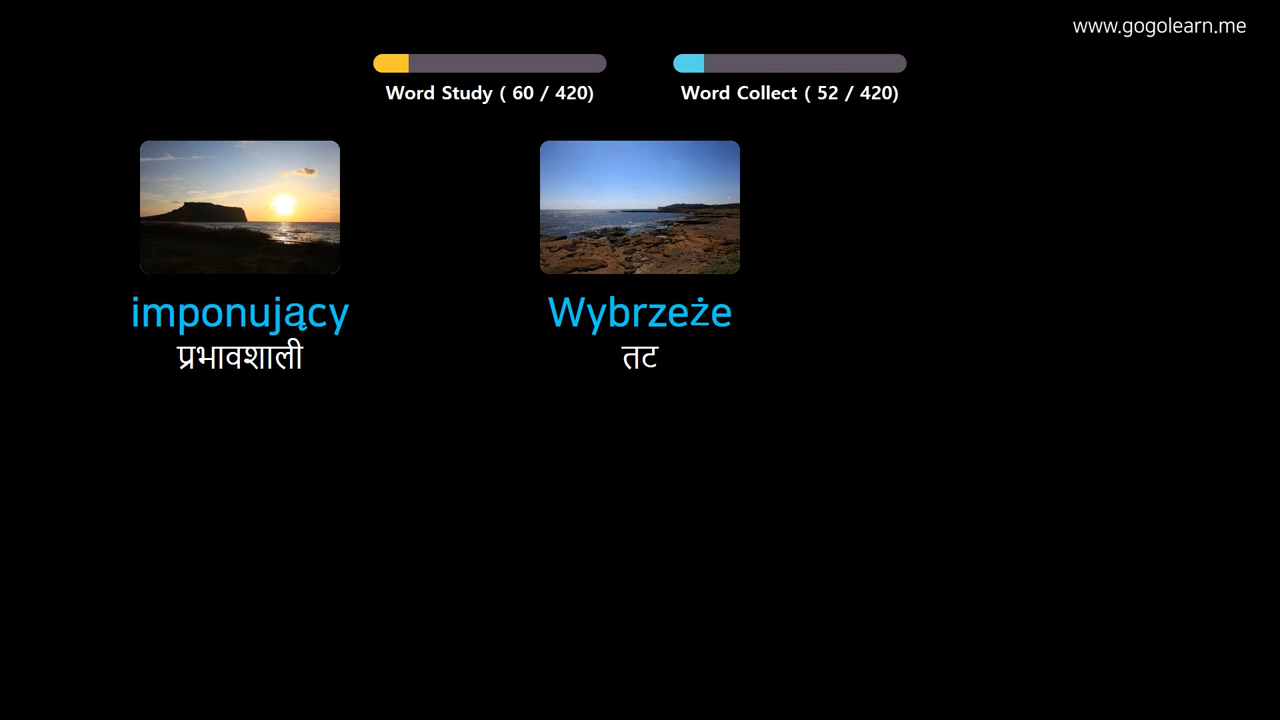 www.gogolearn.me
Word Study ( 60 / 420)
Word Collect ( 52 / 420)
imponujący
प्रभावशाली
Wybrzeże
तट